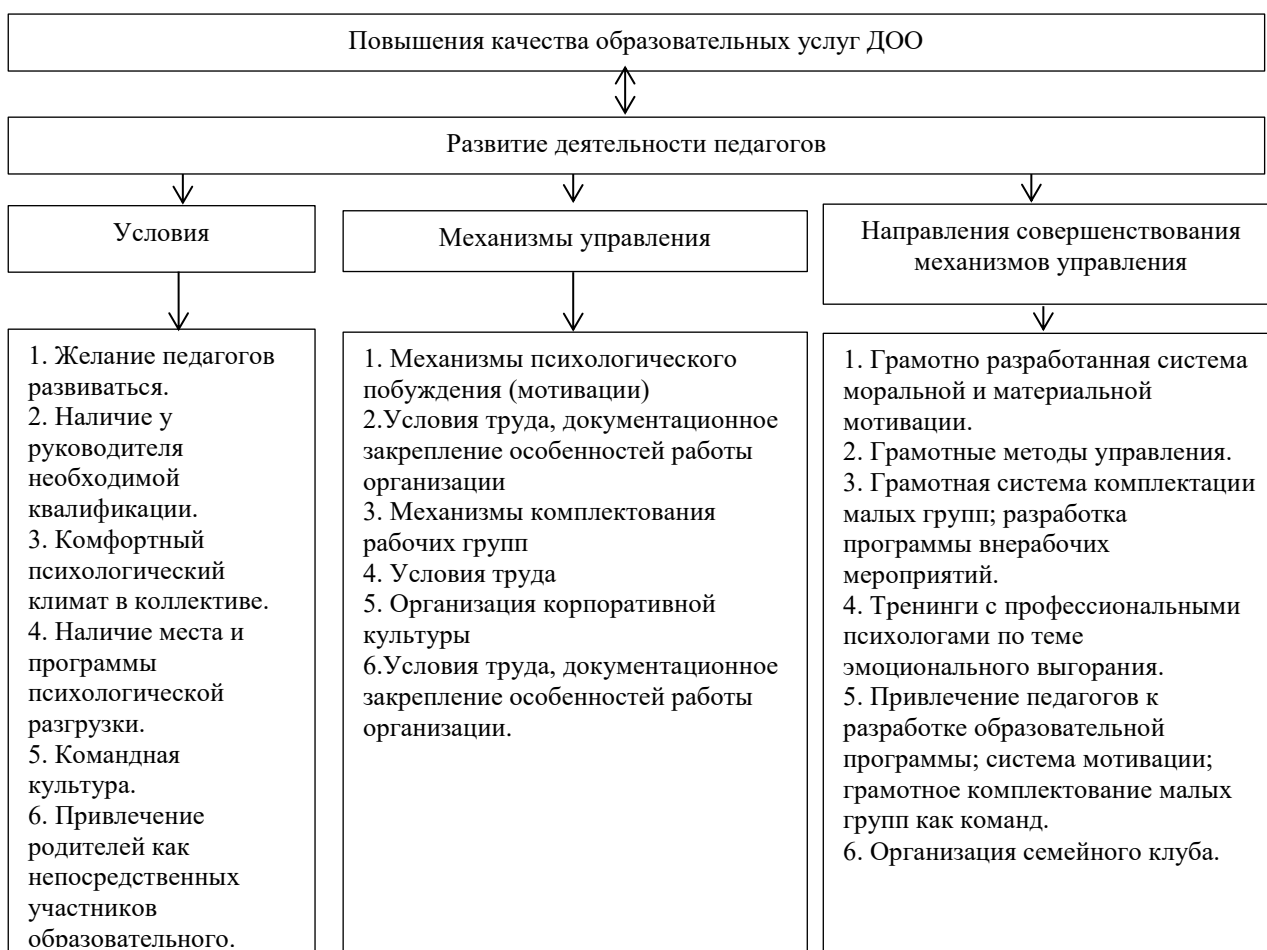 Повышения качества образовательных услуг ДОО
Развитие деятельности педагогов
Условия
Механизмы управления
Направления совершенствования
механизмов управления
1. Желание педагогов
развиваться.
2. Наличие у
руководителя
необходимой
квалификации.
3. Комфортный
психологический
климат в коллективе.
4. Наличие места и
программы
психологической
разгрузки.
5. Командная
культура.
6. Привлечение
родителей как
непосредственных
участников
образовательного.
1. Механизмы психологического
побуждения (мотивации)
2.Условия труда, документационное
закрепление особенностей работы
организации
3. Механизмы комплектования
рабочих групп
4. Условия труда
5. Организация корпоративной
культуры
6.Условия труда, документационное
закрепление особенностей работы
организации.
1. Грамотно разработанная система
моральной и материальной
мотивации.
2. Грамотные методы управления.
3. Грамотная система комплектации
малых групп; разработка
программы внерабочих
мероприятий.
4. Тренинги с профессиональными
психологами по теме
эмоционального выгорания.
5. Привлечение педагогов к
разработке образовательной
программы; система мотивации;
грамотное комплектование малых
групп как команд.
6. Организация семейного клуба.